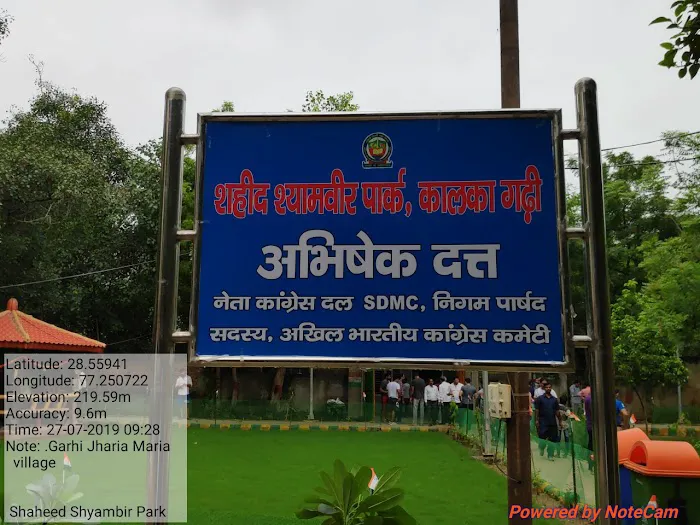 शहीद श्यामवीर पार्क, कालका गढ़ी
अभिषेक दत्त
नेता कांग्रेस दल SDMC, निगम पार्षद
सदस्य, अखिल भारतीय कांग्रेस कमेटी
Latitude: 28.55941
Longitude: 77.250722
Elevation: 219.59m
Accuracy: 9.6m
Time: 27-07-2019 09:28
Note: .Garhi Jharia Maria
village
Shaheed Shyambir Park
Powered by NoteCam